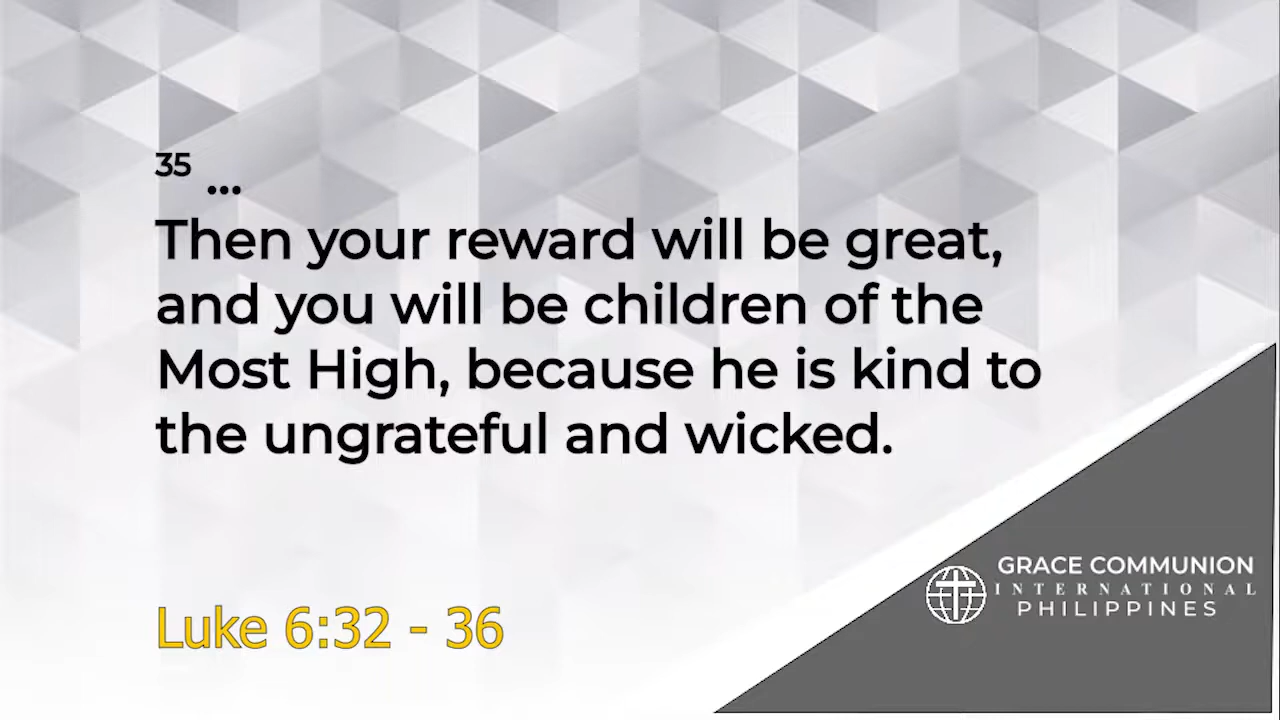 35 ...
Then your reward will be great,
and you will be children of the
Most High, because he is kind to
the ungrateful and wicked.
Luke 6:32 - 36
GRACE COMMUNION
INTERNATIONAL
PHILIPPINES